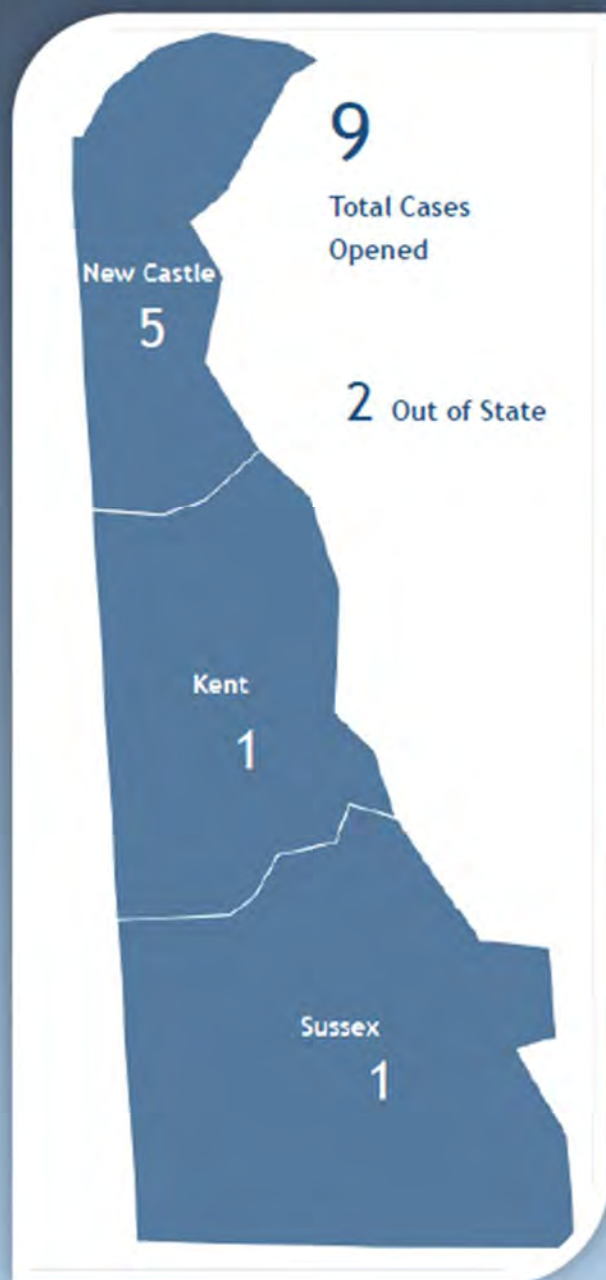 9
Total Cases
Opened
New Castle
5
2 Out of State
Kent
1
Sussex
1